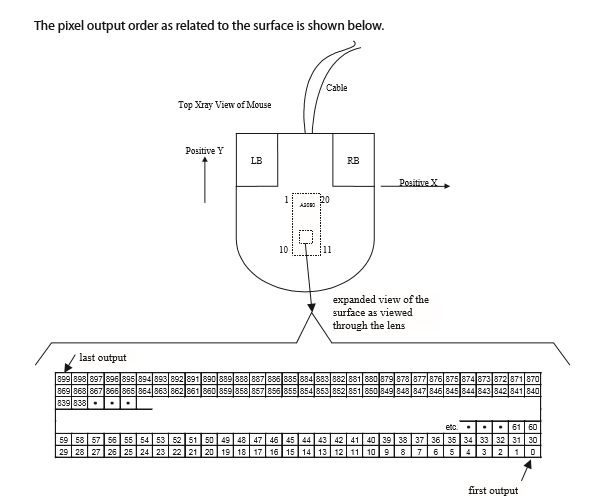 The pixel output order as related to the surface is shown below.
Cable
Top Xray View of Mouse
Positive Y
LB
RB
Positive X
1
20
A3080
10
11
expanded view of the
surface as viewed
through the lens
last output
899 898 897 896 895 894 893 892 891 890 889 888 887 886 885 884 883 882 881 880 879 878 877 876 875 874 873 872 871 870
869 868 867 866 865 864 863 862 861 860 859 858 857 856 855 854 853 852 851 850 849 848 847 846 845 844 843 842 841 840
839 838 • • •
etc. • • • 61 60
59 58 57 56 55 54 53 52 51 50 49 48 47 46 45 44 43 42 41 40 39 38 37 36 35 34 33 32 31 30
29 28 27 26 25 24 23 22 21 20 19 18 17 16 15 14 13 12 11 10 9 8 7 6 5 4 3 2 1 0
first output